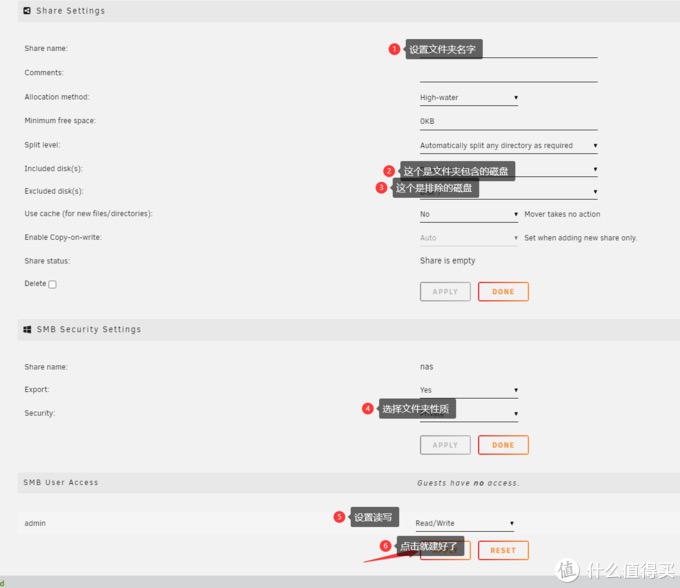 Share Settings
Share name:
1 设置文件夹名字
Comments:
Allocation method: High-water
Minimum free space: 0KB
Split level: Automatically split any directory as required
Included disk(s): 2 这个是文件夹包含的磁盘
Excluded disk(s): 3 这个是排除的磁盘
Use cache (for new files/directories): No Mover takes no action
Enable Copy-on-write: Auto Set when adding new share only.
Share status: Share is empty
Delete
APPLY DONE
SMB Security Settings
Share name: nas
Export: Yes
Security: 4 选择文件夹性质
APPLY DONE
SMB User Access Guests have no access.
5 设置读写
admin Read/Write
6 点击就建好了
RESET
值 什么值得买
d